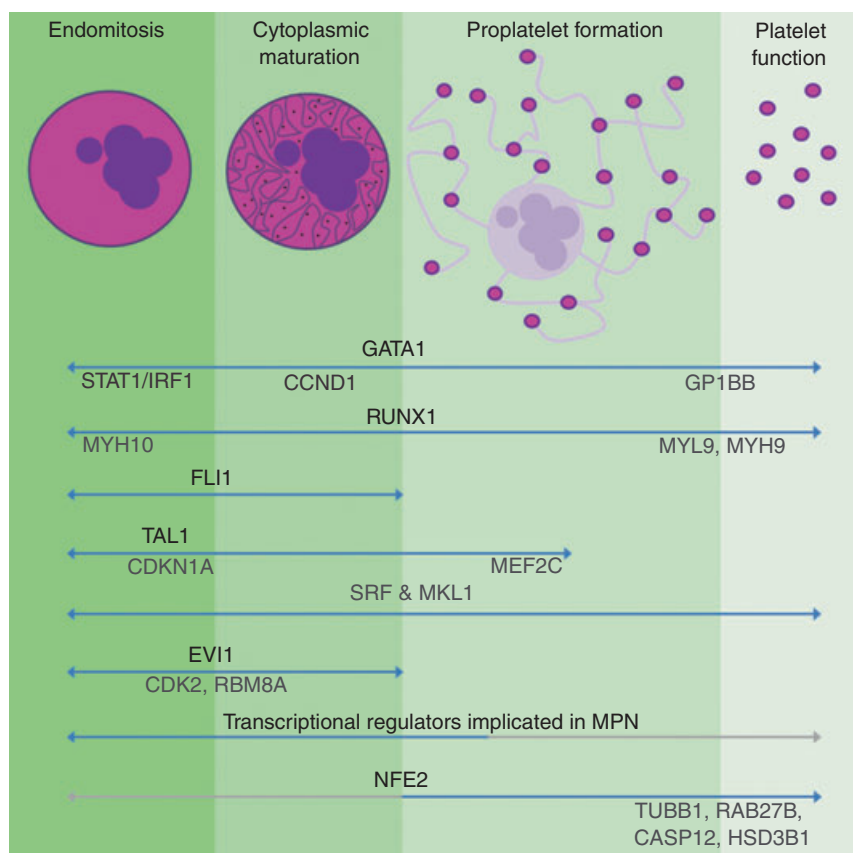 Endomitosis
Cytoplasmic
maturation
Proplatelet formation
Platelet
function
GATA1
STAT1/IRF1
CCND1
GP1BB
RUNX1
MYH10
MYL9, MYH9
FLI1
TAL1
CDKN1A
MEF2C
SRF & MKL1
EVI1
CDK2, RBM8A
Transcriptional regulators implicated in MPN
NFE2
TUBB1, RAB27B,
CASP12, HSD3B1